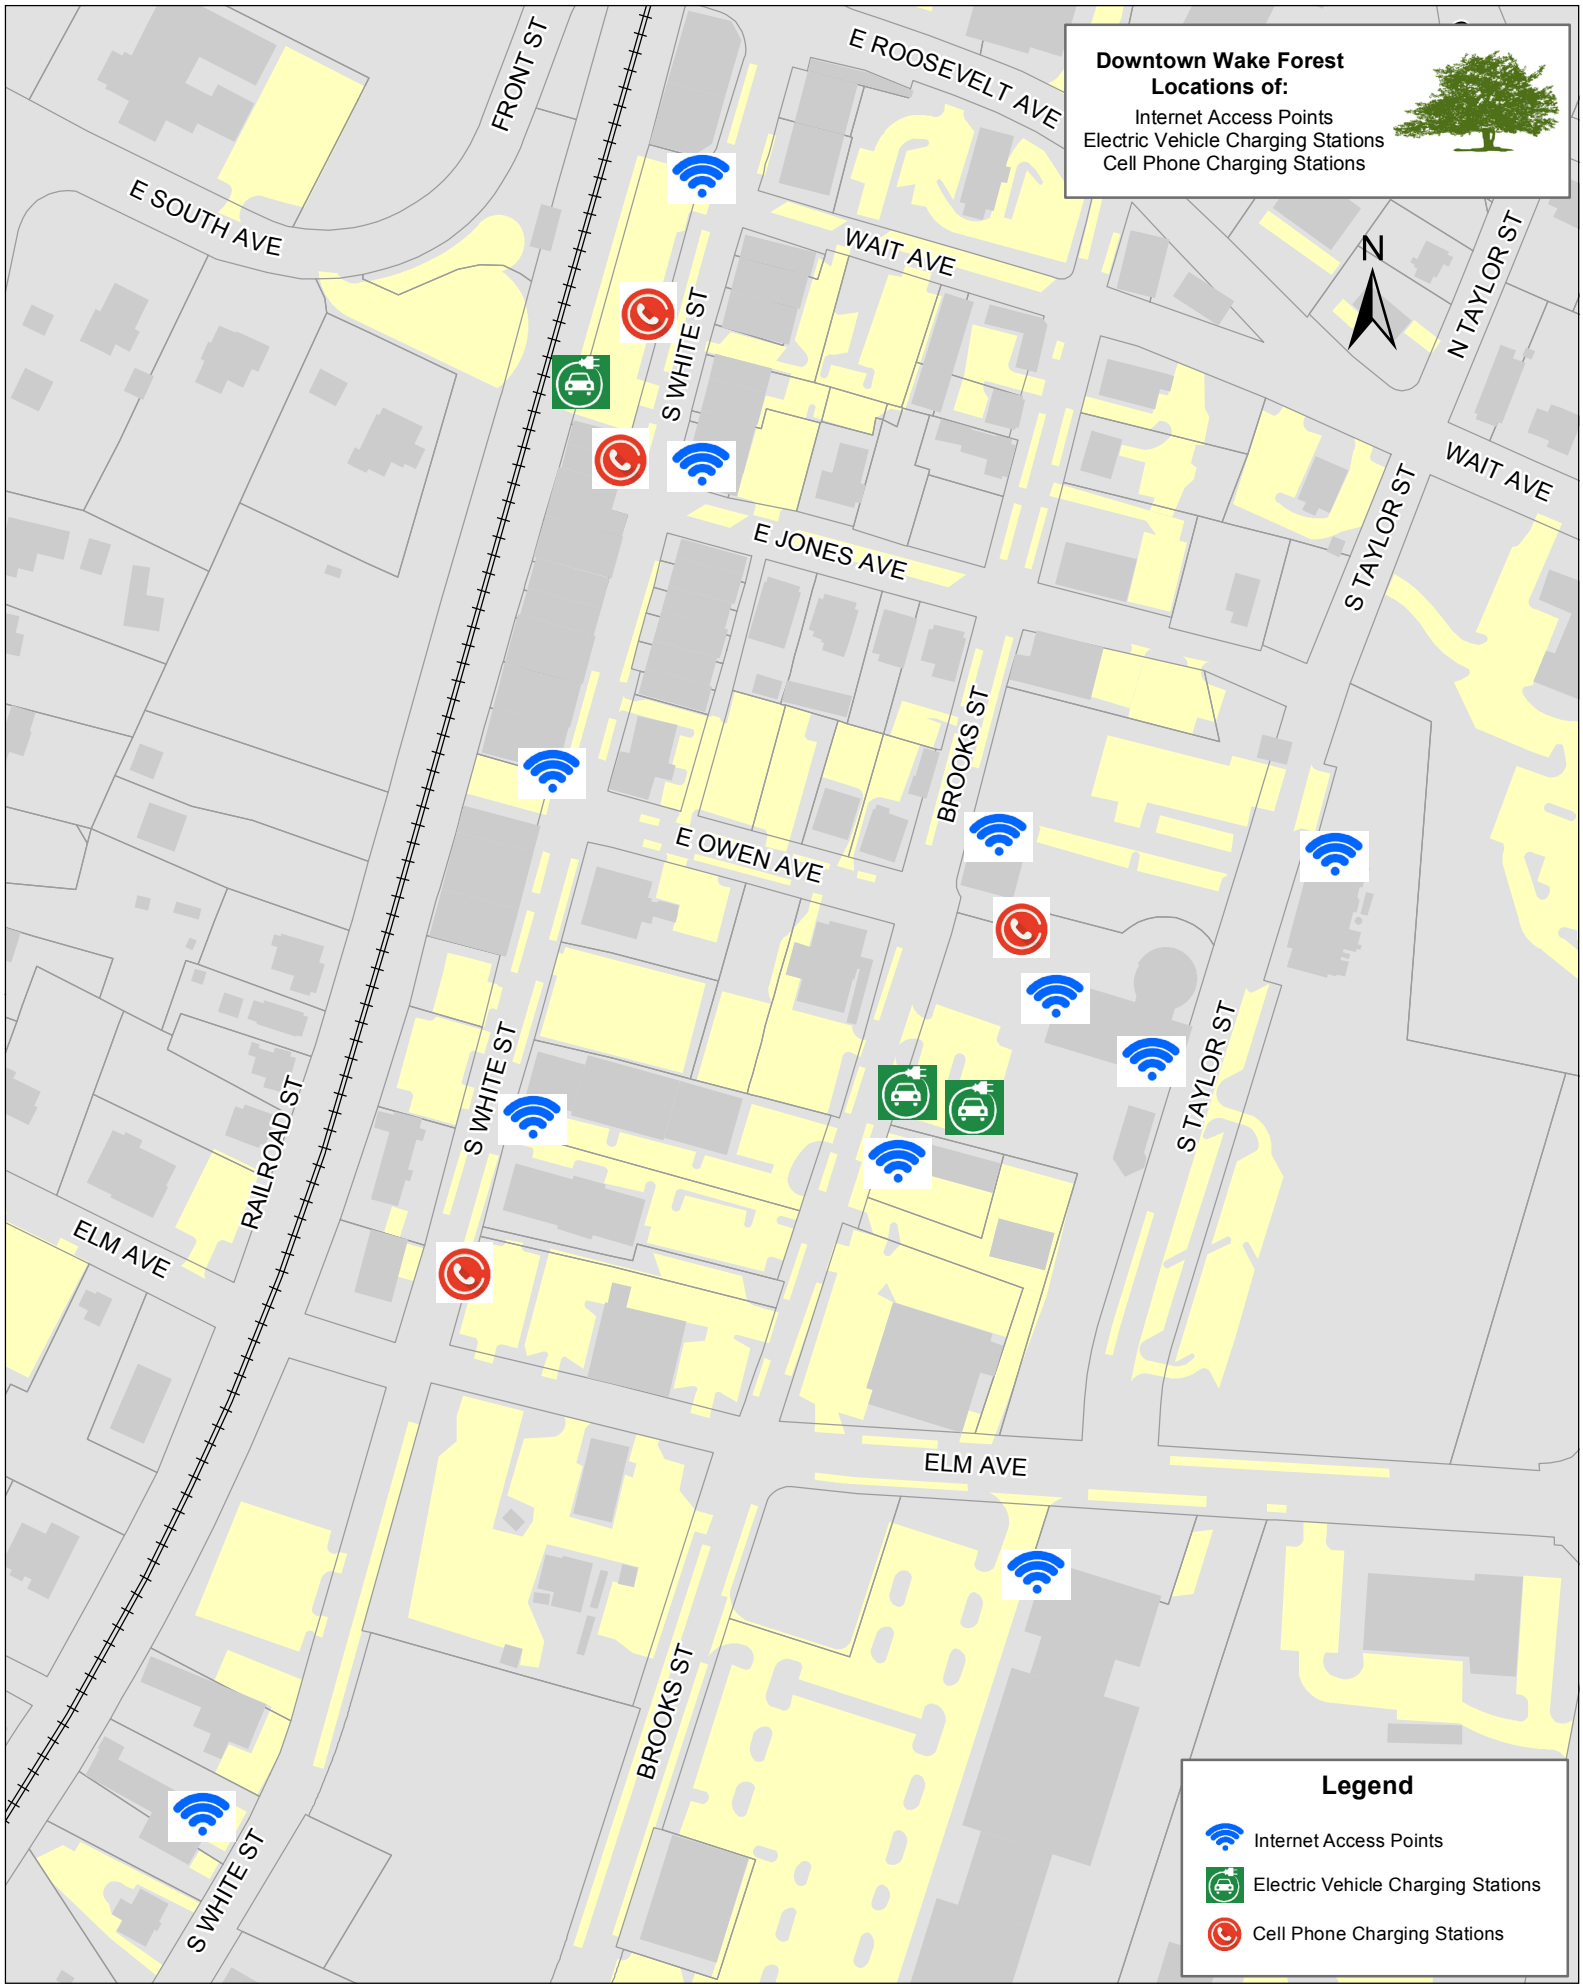 FRONT ST
E ROOSEVELT AVE
Downtown Wake Forest
Locations of:
Internet Access Points
Electric Vehicle Charging Stations
Cell Phone Charging Stations
E SOUTH AVE
WAIT AVE
N
N TAYLOR ST
S WHITE ST
WAIT AVE
E JONES AVE
S TAYLOR ST
BROOKS ST
E OWEN AVE
S WHITE ST
S TAYLOR ST
RAILROAD ST
ELM AVE
ELM AVE
BROOKS ST
S WHITE ST
Legend
Internet Access Points
Electric Vehicle Charging Stations
Cell Phone Charging Stations